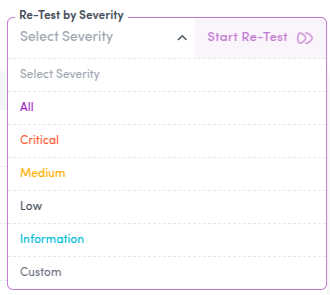 Re-Test by Severity
Select Severity
Start Re-Test
Select Severity
All
Critical
Medium
Low
Information
Custom